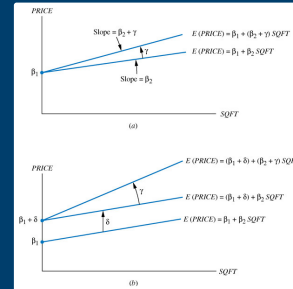 PRICE
Slope = β₂ + γ
E (PRICE) = β₁ + (β₂ + γ) SQFT
γ
E (PRICE) = β₁ + β₂ SQFT
β₁
Slope = β₂
SQFT
(a)
PRICE
E (PRICE) = (β₁ + δ) + (β₂ + γ) SQF
γ
E (PRICE) = (β₁ + δ) + β₂ SQFT
β₁ + δ
δ
E (PRICE) = β₁ + β₂ SQFT
β₁
SQFT
(b)